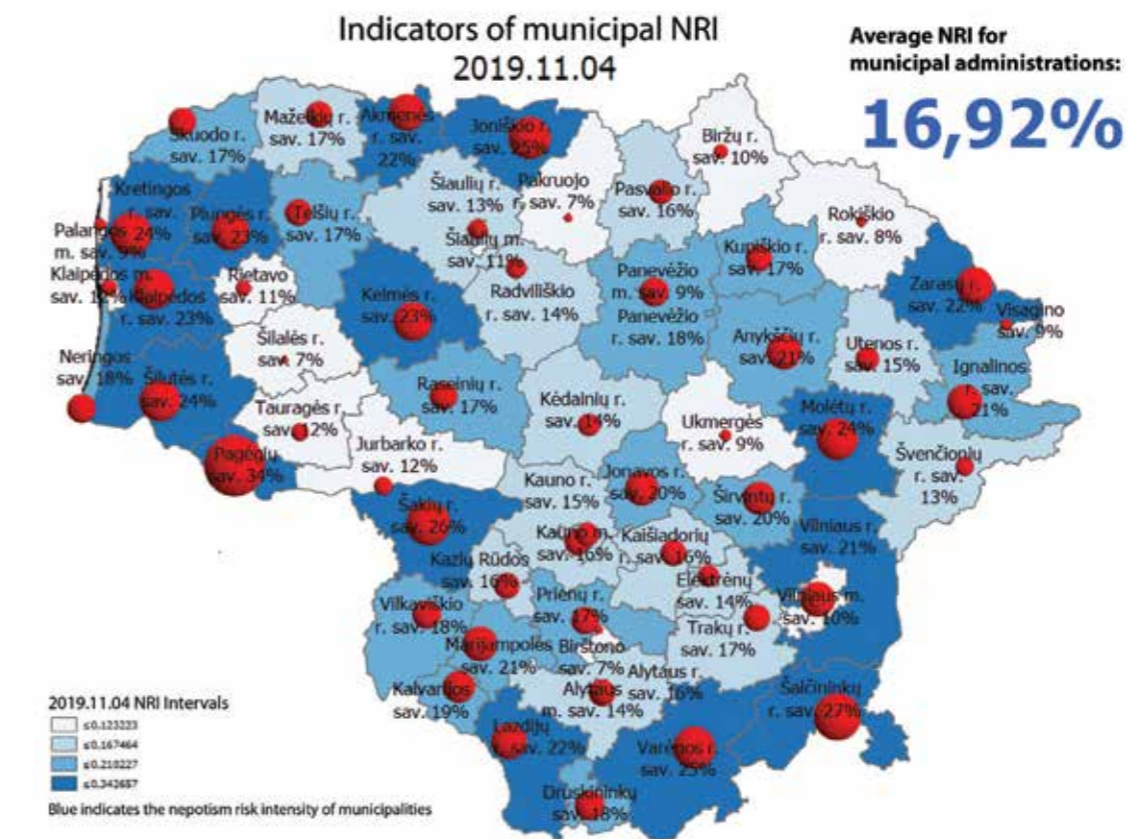 Indicators of municipal NRI
2019.11.04
Average NRI for
municipal administrations:
16,92%
Skuodo r.
sav. 17%
Mažeikių r.
sav. 17%
Akmenės
r. sav.
22%
Joniškio r.
sav. 25%
Biržų r.
sav. 10%
Kretingos
r. sav.
24%
Plungės r.
sav. 23%
Telšių r.
sav. 17%
Šiaulių r.
sav. 13%
Pakruojo
r. sav. 7%
Pasvalio r.
sav. 16%
Rokiškio
r. sav. 8%
Palangos
m. sav. 9%
Šiaulių m.
sav. 11%
Kupiškio r.
sav. 17%
Klaipėdos m.
sav. 12%
Klaipėdos
r. sav. 23%
Rietavo
sav. 11%
Kelmės r.
sav. 23%
Radviliškio
r. sav. 14%
Panevėžio
m. sav. 9%
Panevėžio
r. sav. 18%
Zarasų r.
sav. 22%
Visagino
sav. 9%
Šilalės r.
sav. 7%
Anykščių r.
sav. 21%
Utenos r.
sav. 15%
Ignalinos
r. sav.
21%
Neringos
sav. 18%
Šilutės r.
sav. 24%
Raseinių r.
sav. 17%
Kėdainių r.
sav. 14%
Tauragės r.
sav. 12%
Ukmergės
r. sav. 9%
Molėtų r.
sav. 24%
Jurbarko r.
sav. 12%
Pagėgių
sav. 34%
Švenčionių
r. sav.
13%
Kauno r.
sav. 15%
Jonavos r.
sav. 20%
Širvintų r.
sav. 20%
Šakių r.
sav. 26%
Vilniaus r.
sav. 21%
Kauno m.
sav. 16%
Kaišiadorių
r. sav. 16%
Kazlų Rūdos
sav. 16%
Elektrėnų
sav. 14%
Vilniaus m.
sav. 10%
Vilkaviškio
r. sav. 18%
Prienų r.
sav. 17%
Trakų r.
sav. 17%
Marijampolės
sav. 21%
Birštono
sav. 7%
Alytaus r.
sav. 16%
Kalvarijos
sav. 19%
Alytaus
m. sav. 14%
Šalčininkų
r. sav. 27%
Lazdijų
r. sav. 22%
Varėnos r.
sav. 25%
Druskininkų
sav. 18%
2019.11.04 NRI Intervals
≤0.123223
≤0.167464
≤0.210227
≤0.342657
Blue indicates the nepotism risk intensity of municipalities